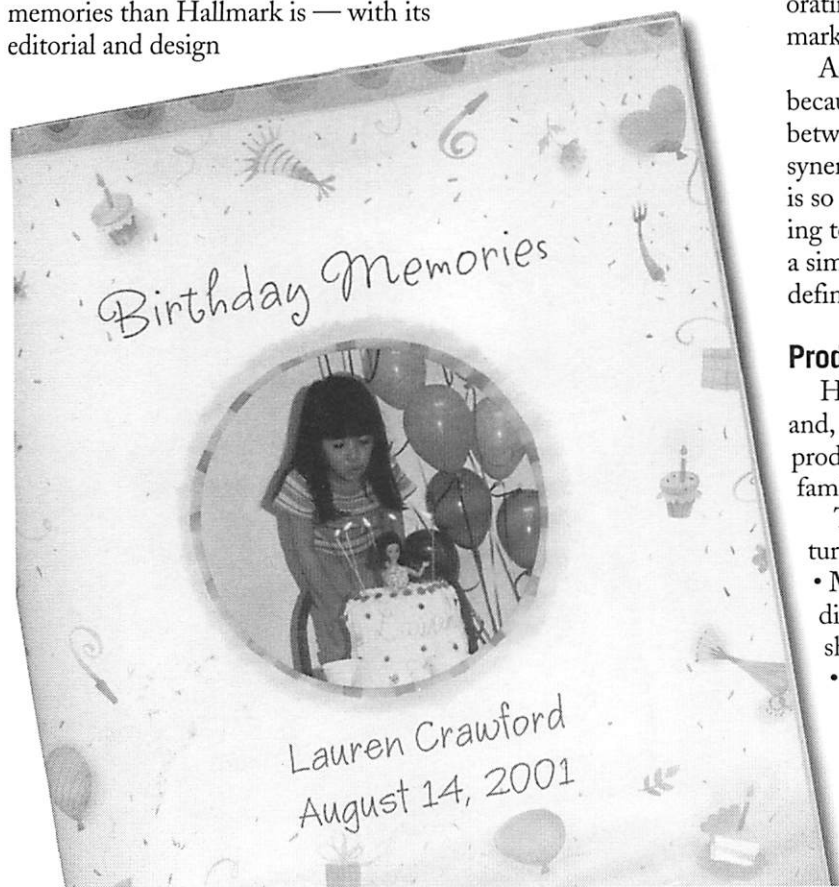 memories than Hallmark is — with its
editorial and design
Birthday Memories
Lauren Crawford
August 14, 2001
orati
mark
A
becau
betw
syner
is so
ing t
a sim
defin
Prod
H
and,
prod
fam
T
tur
• M
di
sh
•